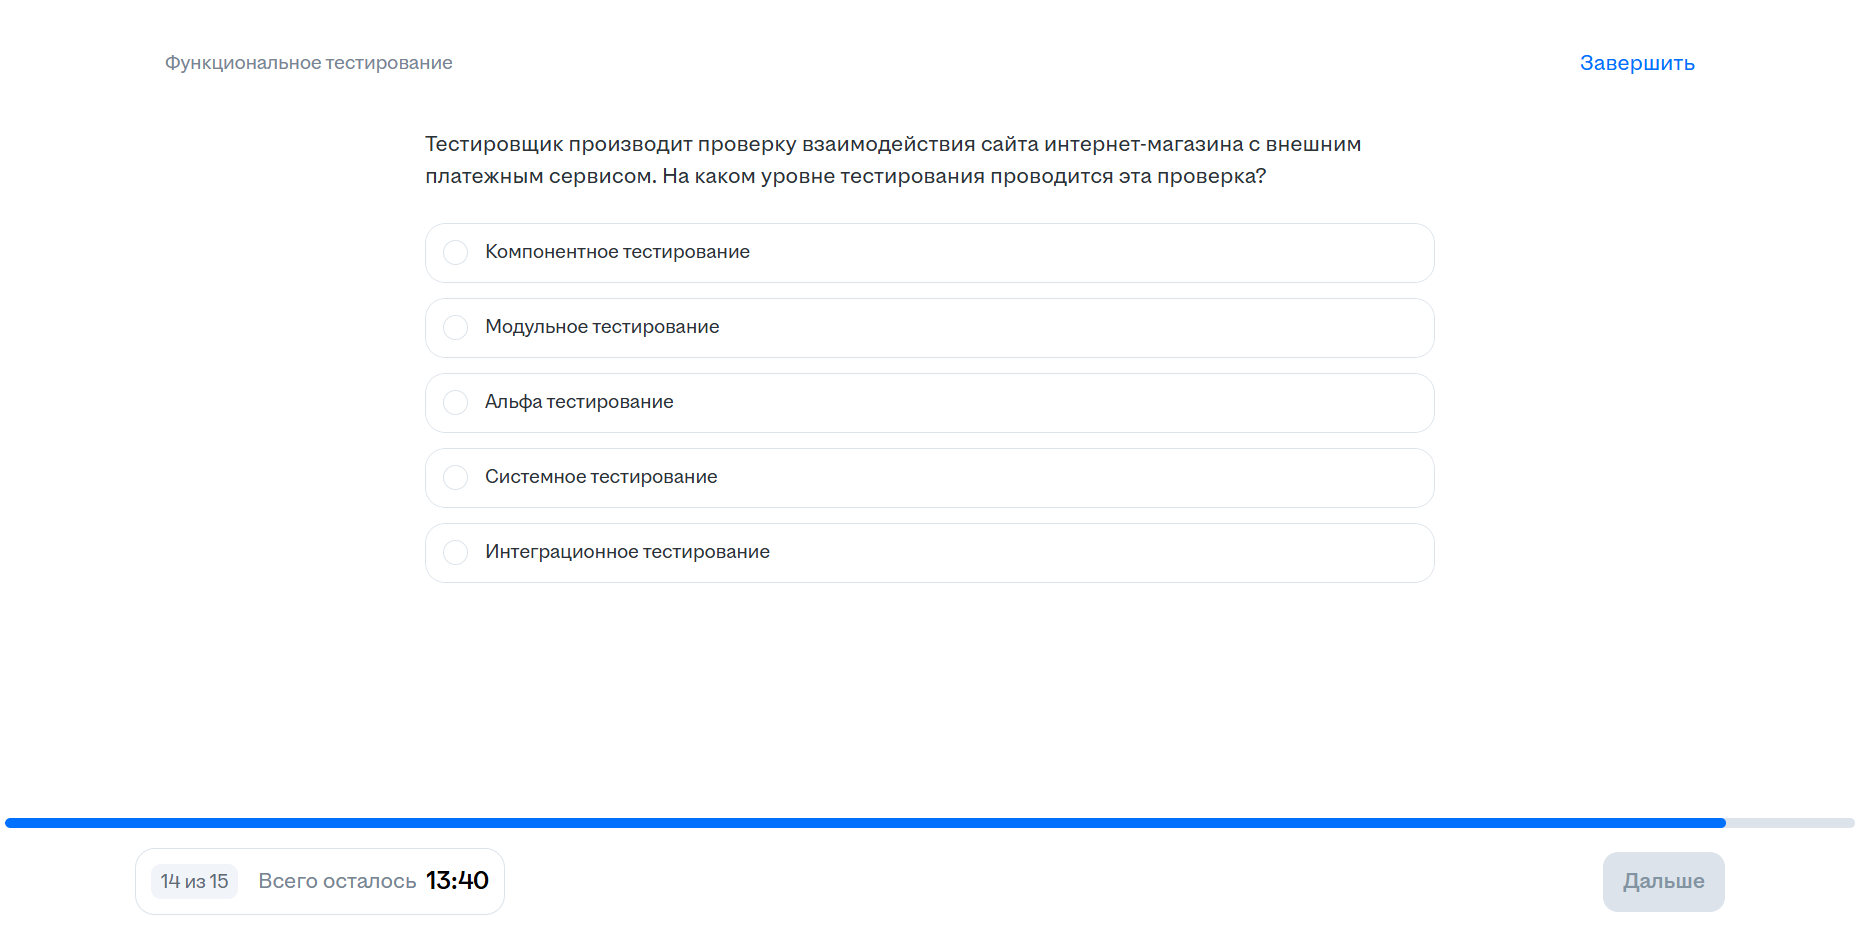 Функциональное тестирование
Завершить
Тестировщик производит проверку взаимодействия сайта интернет-магазина с внешним
платежным сервисом. На каком уровне тестирования проводится эта проверка?
Компонентное тестирование
Модульное тестирование
Альфа тестирование
Системное тестирование
Интеграционное тестирование
14 из 15 Всего осталось 13:40
Дальше